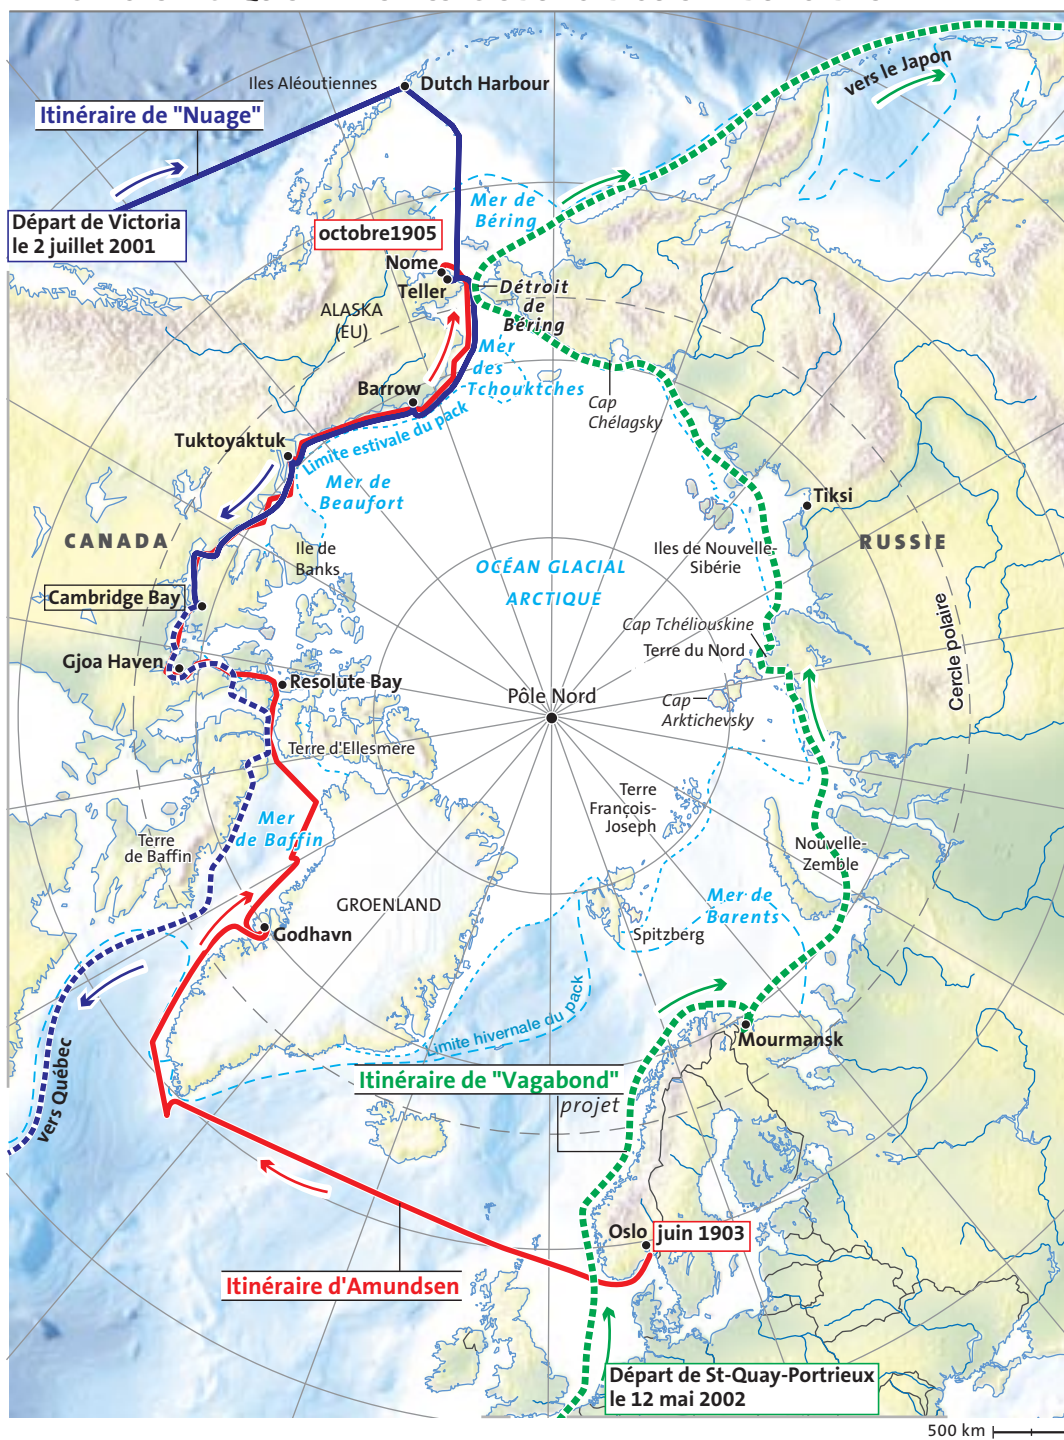 vers le Japon
Iles Aléoutiennes
Dutch Harbour
Itinéraire de "Nuage"
Départ de Victoria
le 2 juillet 2001
Mer de
Béring
octobre1905
Nome
Teller
Détroit
de
Béring
ALASKA
(EU)
Mer
des
Tchouktches
Barrow
Cap
Chélagsky
Limite estivale du pack
Tuktoyaktuk
Mer de
Beaufort
Tiksi
CANADA
RUSSIE
Ile de
Banks
Iles de Nouvelle-
Sibérie
OCÉAN GLACIAL
ARCTIQUE
Cambridge Bay
Cap Tchéliouskine
Terre du Nord
Cercle polaire
Gjoa Haven
Resolute Bay
Pôle Nord
Cap
Arktichevsky
Terre d'Ellesmere
Terre
François-
Joseph
Mer
de Baffin
Terre
de Baffin
Nouvelle-
Zemble
Mer de
Barents
GROENLAND
Godhavn
Spitzberg
imite hivernale du pack
Mourmansk
vers Québec
Itinéraire de "Vagabond"
projet
Oslo
juin 1903
Itinéraire d'Amundsen
Départ de St-Quay-Portrieux
le 12 mai 2002
500 km